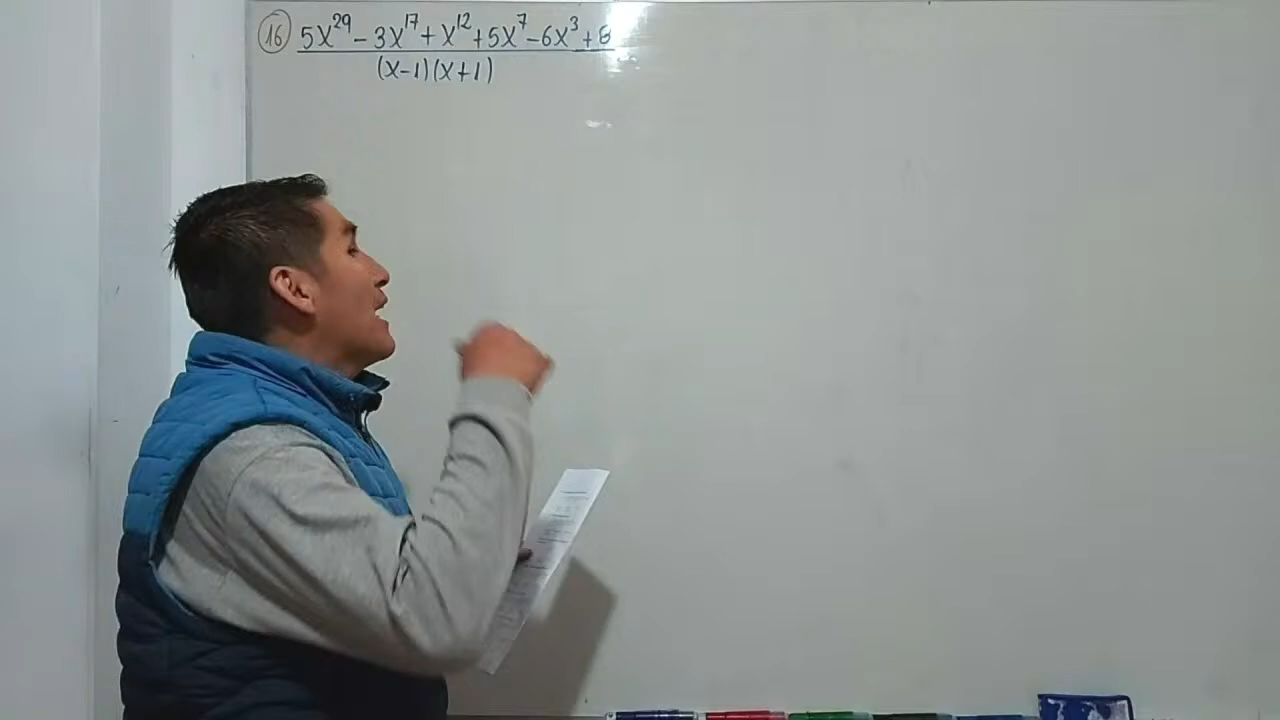 16 5x^29 - 3x^17 + x^12 + 5x^7 - 6x^3 + 8
(x-1)(x+1)